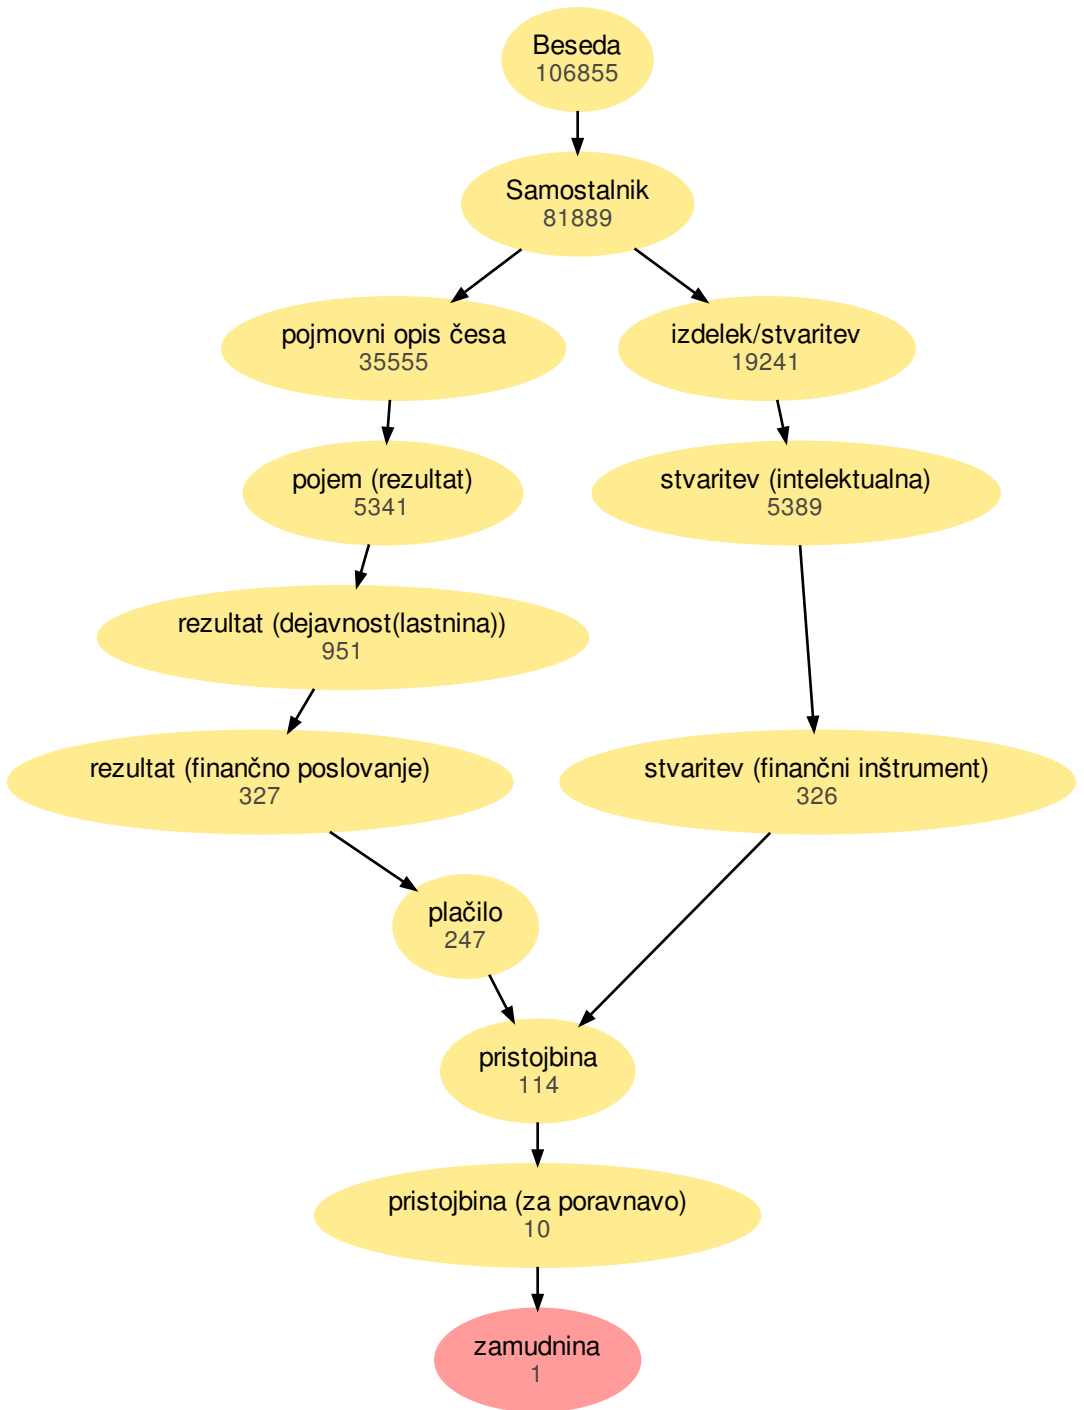 Beseda
106855
Samostalnik
81889
pojmovni opis česa
35555
izdelek/stvaritev
19241
pojem (rezultat)
5341
stvaritev (intelektualna)
5389
rezultat (dejavnost(lastnina))
951
rezultat (finančno poslovanje)
327
stvaritev (finančni inštrument)
326
plačilo
247
pristojbina
114
pristojbina (za poravnavo)
10
zamudnina
1